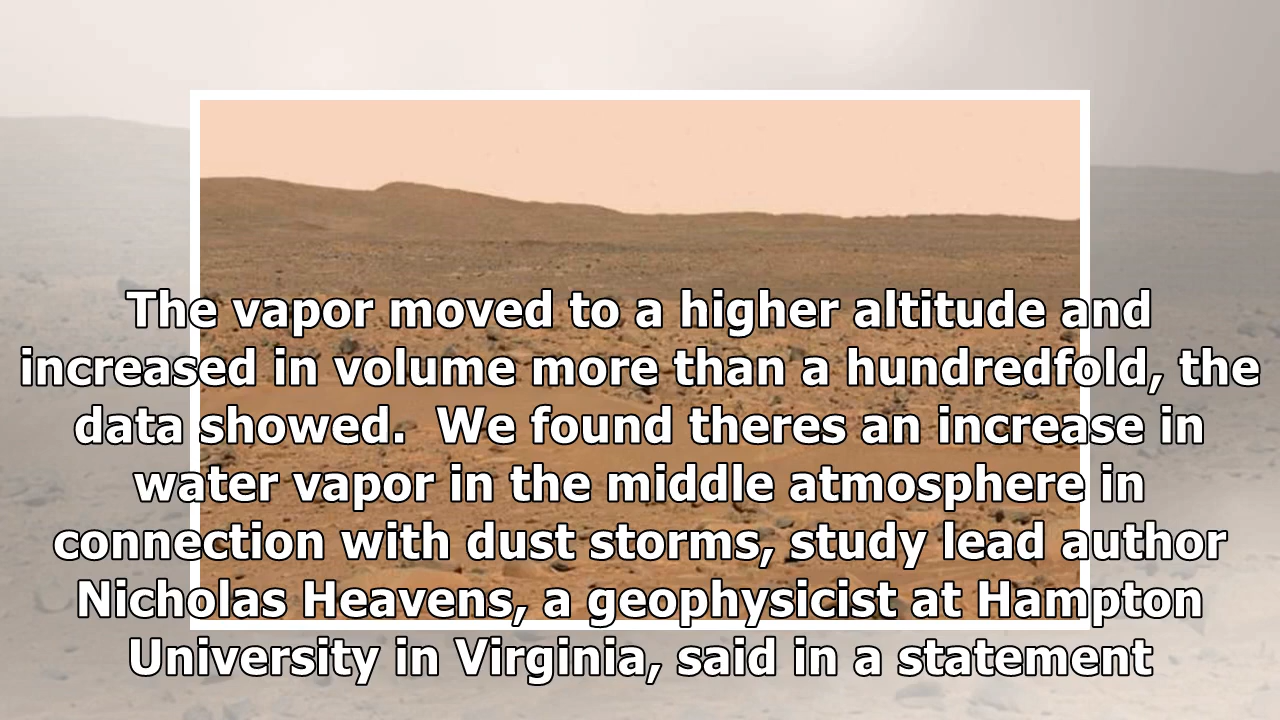 The vapor moved to a higher altitude and
increased in volume more than a hundredfold, the
data showed.  We found theres an increase in
water vapor in the middle atmosphere in
connection with dust storms, study lead author
Nicholas Heavens, a geophysicist at Hampton
University in Virginia, said in a statement